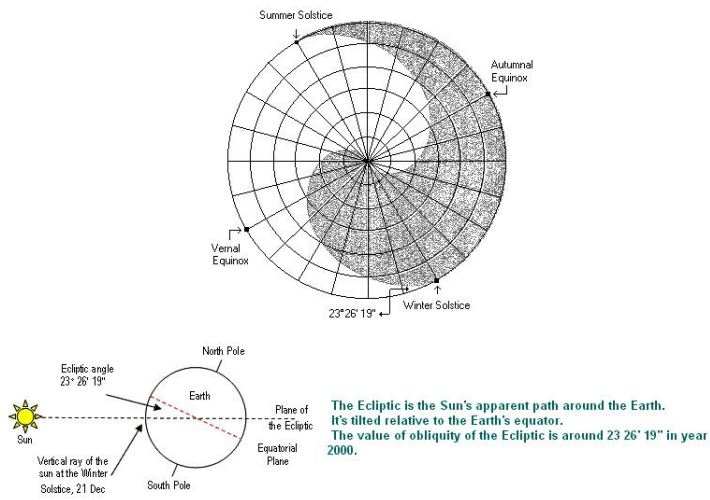 Summer Solstice
Autumnal
Equinox
Vernal
Equinox
Winter Solstice
23°26' 19"
North Pole
Ecliptic angle
23° 26' 19"
Earth
Sun
Plane of
the Ecliptic
Equatorial
Plane
Vertical ray of the
sun at the Winter
Solstice, 21 Dec
South Pole
The Ecliptic is the Sun's apparent path around the Earth.
It's tilted relative to the Earth's equator.
The value of obliquity of the Ecliptic is around 23 26' 19" in year
2000.